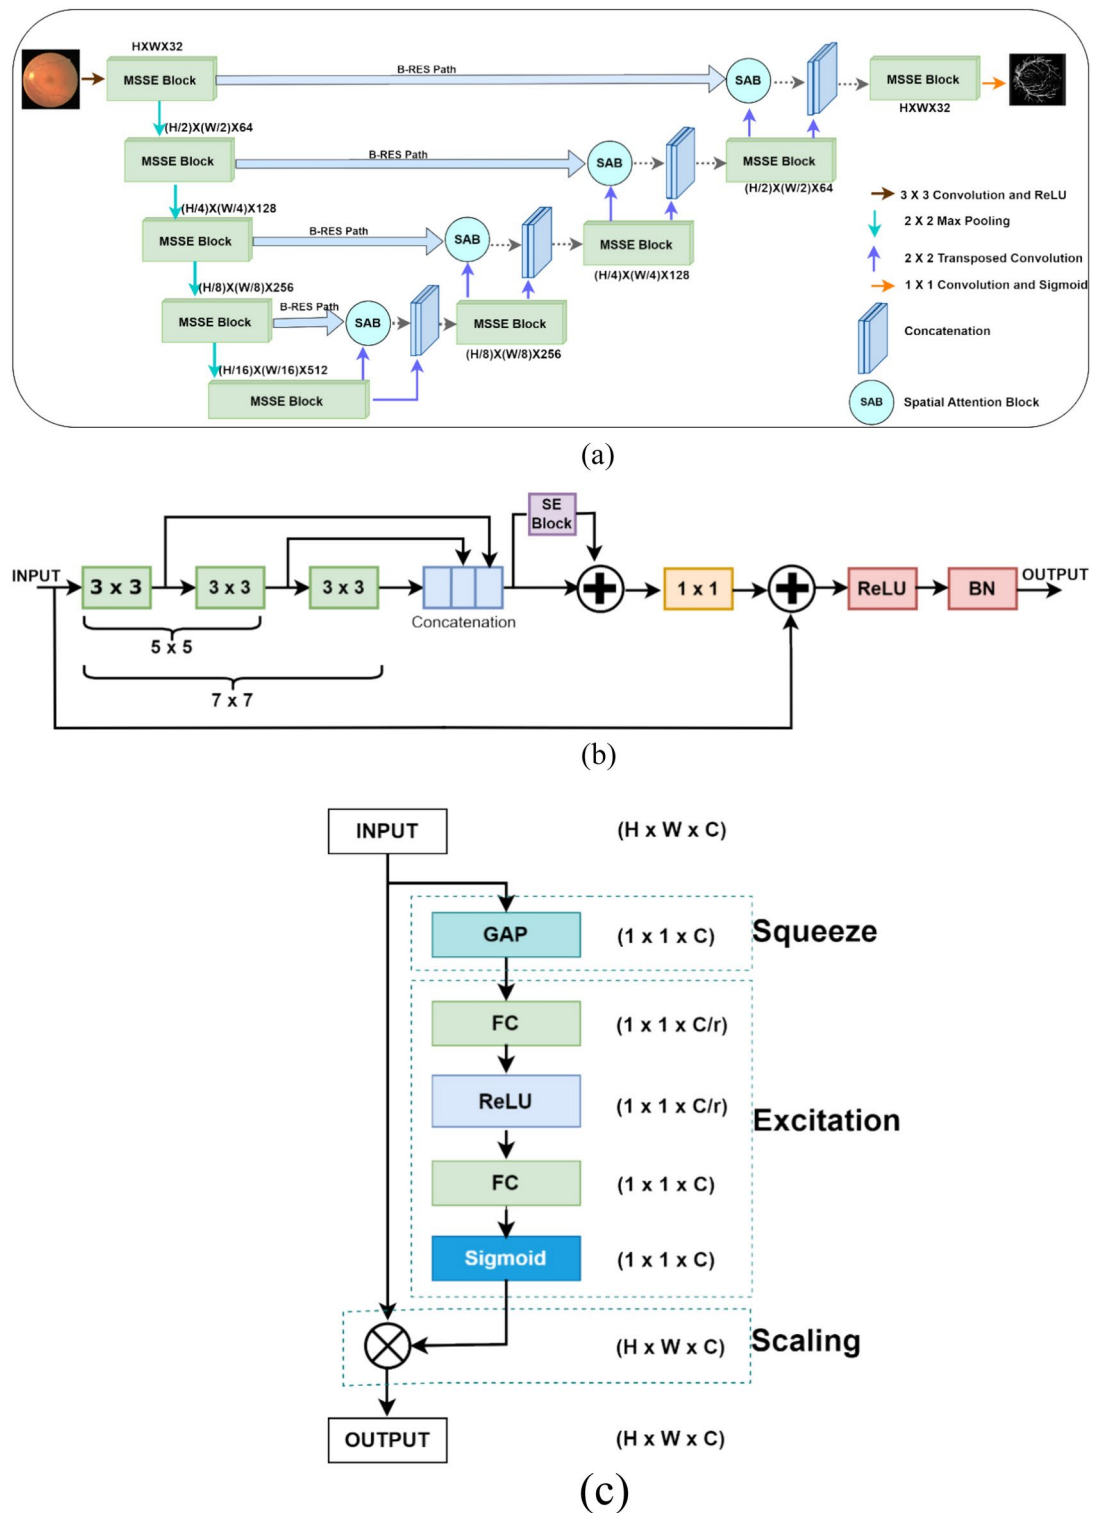 HXWX32
MSSE Block
B-RES Path
SAB
MSSE Block
HXWX32
(H/2)X(W/2)X64
MSSE Block
B-RES Path
SAB
MSSE Block
(H/2)X(W/2)X64
(H/4)X(W/4)X128
MSSE Block
B-RES Path
SAB
MSSE Block
(H/4)X(W/4)X128
(H/8)X(W/8)X256
MSSE Block
B-RES Path
SAB
MSSE Block
(H/8)X(W/8)X256
(H/16)X(W/16)X512
MSSE Block
3 X 3 Convolution and ReLU
2 X 2 Max Pooling
2 X 2 Transposed Convolution
1 X 1 Convolution and Sigmoid
Concatenation
SAB
Spatial Attention Block
(a)
SE
Block
INPUT
3 x 3
3 x 3
3 x 3
Concatenation
1 x 1
ReLU
BN
OUTPUT
5 x 5
7 x 7
(b)
INPUT
(H x W x C)
GAP
(1 x 1 x C)
Squeeze
FC
(1 x 1 x C/r)
ReLU
(1 x 1 x C/r)
Excitation
FC
(1 x 1 x C)
Sigmoid
(1 x 1 x C)
(H x W x C)
Scaling
OUTPUT
(H x W x C)
(c)